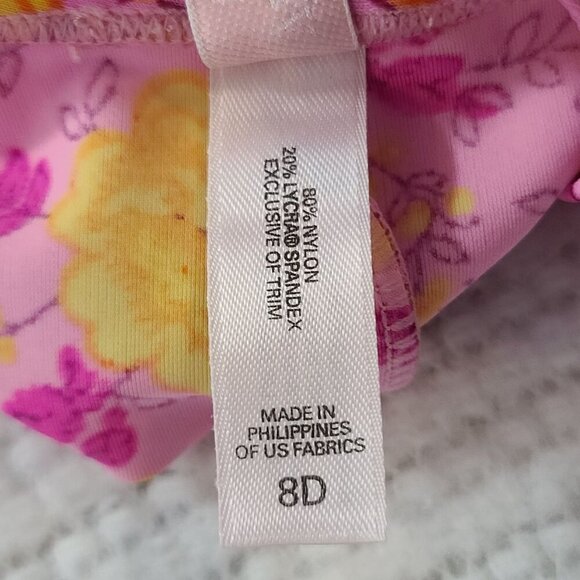 80% NYLON
20% LYCRA® SPANDEX
EXCLUSIVE OF TRIM
MADE IN
PHILIPPINES
OF US FABRICS
8D